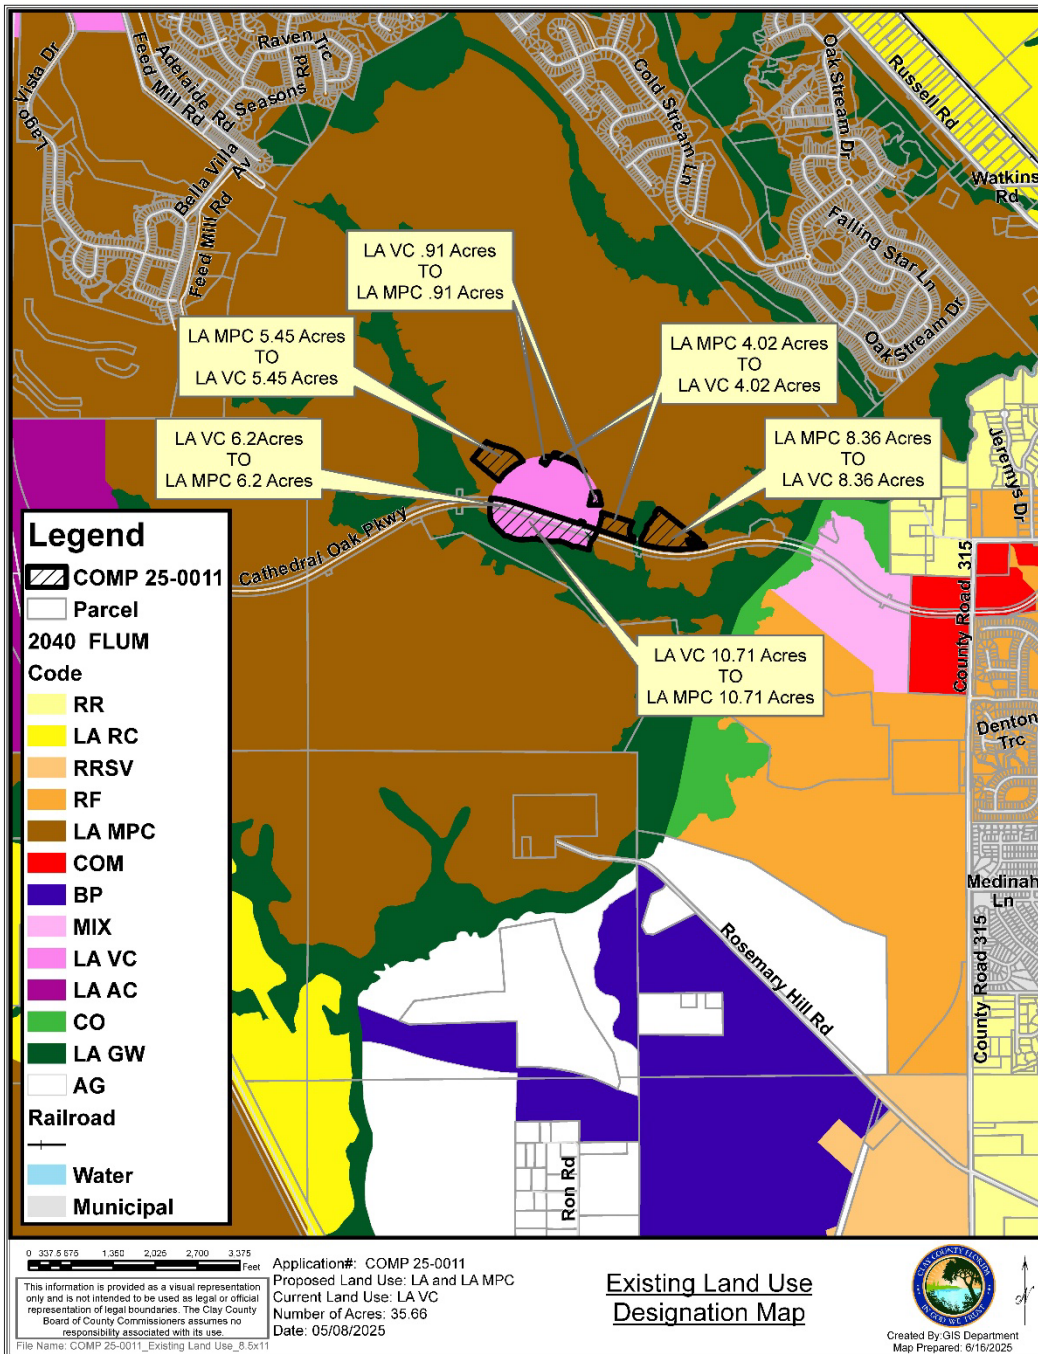 Lago Vista Dr
Feed Mill Rd
Adelaide Rd
Seasons Rd
Raven Trc
Bella Villa Av
Feed Mill Rd
Cold Stream Ln
Oak Stream Dr
Russell Rd
Watkins Rd
Falling Star Ln
Oak Stream Dr
LA VC .91 Acres
TO
LA MPC .91 Acres
LA MPC 5.45 Acres
TO
LA VC 5.45 Acres
LA MPC 4.02 Acres
TO
LA VC 4.02 Acres
LA VC 6.2Acres
TO
LA MPC 6.2 Acres
LA MPC 8.36 Acres
TO
LA VC 8.36 Acres
LA VC 10.71 Acres
TO
LA MPC 10.71 Acres
Cathedral Oak Pkwy
Jeremys Dr
County Road 315
Denton Trc
Medinah Ln
County Road 315
Rosemary Hill Rd
Ron Rd
Legend
COMP 25-0011
Parcel
2040 FLUM
Code
RR
LA RC
RRSV
RF
LA MPC
COM
BP
MIX
LA VC
LA AC
CO
LA GW
AG
Railroad
Water
Municipal
0 337.5 675 1,350 2,025 2,700 3,375
Feet
This information is provided as a visual representation
only and is not intended to be used as legal or official
representation of legal boundaries. The Clay County
Board of County Commissioners assumes no
responsibility associated with its use.
File Name: COMP 25-0011_Existing Land Use_8.5x11
Application#: COMP 25-0011
Proposed Land Use: LA and LA MPC
Current Land Use: LA VC
Number of Acres: 35.66
Date: 05/08/2025
Existing Land Use
Designation Map
CLAY COUNTY FLORIDA
IN GOD WE TRUST
N
Created By:GIS Department
Map Prepared: 6/16/2025